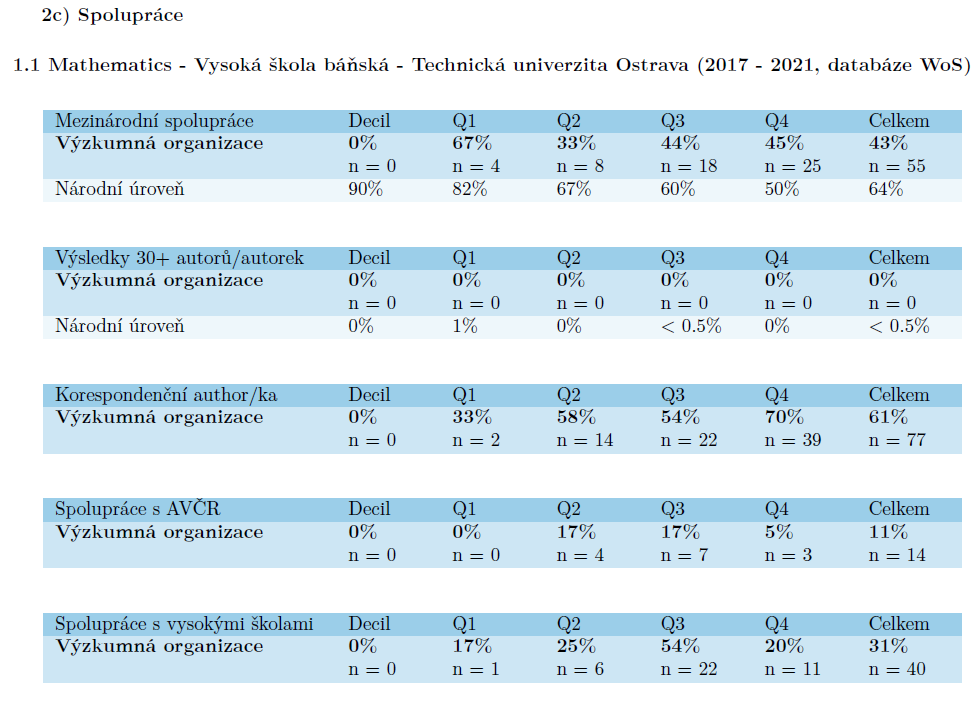 2c) Spolupráce
1.1 Mathematics - Vysoká škola báňská - Technická univerzita Ostrava (2017 - 2021, databáze WoS)
Mezinárodní spolupráce Decil Q1 Q2 Q3 Q4 Celkem
Výzkumná organizace 0% 67% 33% 44% 45% 43%
n = 0 n = 4 n = 8 n = 18 n = 25 n = 55
Národní úroveň 90% 82% 67% 60% 50% 64%
Výsledky 30+ autorů/autorek Decil Q1 Q2 Q3 Q4 Celkem
Výzkumná organizace 0% 0% 0% 0% 0% 0%
n = 0 n = 0 n = 0 n = 0 n = 0 n = 0
Národní úroveň 0% 1% 0% < 0.5% 0% < 0.5%
Korespondenční author/ka Decil Q1 Q2 Q3 Q4 Celkem
Výzkumná organizace 0% 33% 58% 54% 70% 61%
n = 0 n = 2 n = 14 n = 22 n = 39 n = 77
Spolupráce s AVČR Decil Q1 Q2 Q3 Q4 Celkem
Výzkumná organizace 0% 0% 17% 17% 5% 11%
n = 0 n = 0 n = 4 n = 7 n = 3 n = 14
Spolupráce s vysokými školami Decil Q1 Q2 Q3 Q4 Celkem
Výzkumná organizace 0% 17% 25% 54% 20% 31%
n = 0 n = 1 n = 6 n = 22 n = 11 n = 40